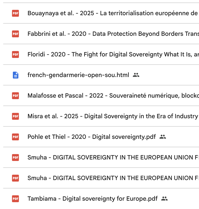 Bouaynaya et al. - 2025 - La territorialisation européenne de
Fabbrini et al. - 2020 - Data Protection Beyond Borders Trans
Floridi - 2020 - The Fight for Digital Sovereignty What It Is, an
french-gendarmerie-open-sou.html
Malafosse et Pascal - 2022 - Souveraineté numérique, blockc
Misra et al. - 2025 - Digital Sovereignty in the Era of Industry
Pohle et Thiel - 2020 - Digital sovereignty.pdf
Smuha - DIGITAL SOVEREIGNTY IN THE EUROPEAN UNION F
Smuha - DIGITAL SOVEREIGNTY IN THE EUROPEAN UNION F
Tambiama - Digital sovereignty for Europe.pdf